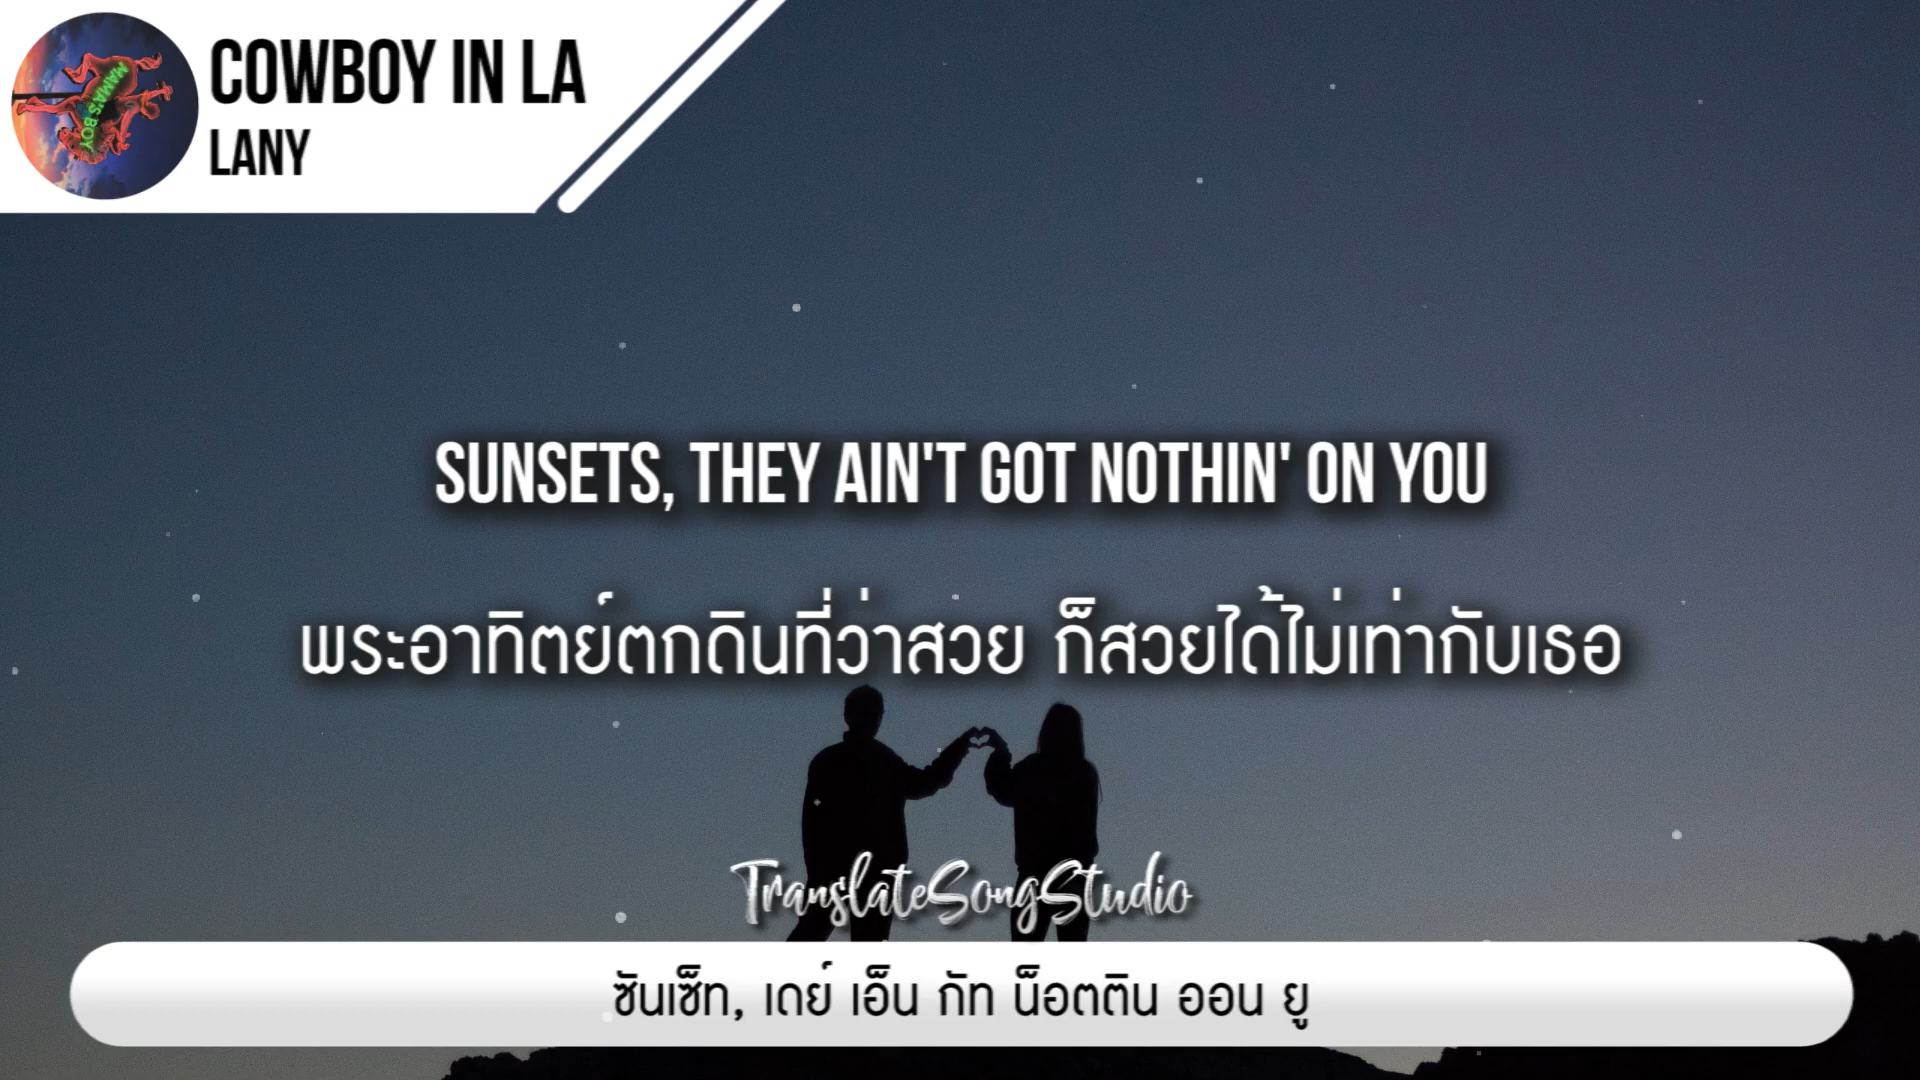 COWBOY IN LA
LANY
MAMA'S BOY
SUNSETS, THEY AIN'T GOT NOTHIN' ON YOU
พระอาทิตย์ตกดินที่ว่าสวย ก็สวยได้ไม่เท่ากับเธอ
TranslateSongStudio
ซันเซ็ท, เดย์ เอ็น กัท น็อตติน ออน ยู